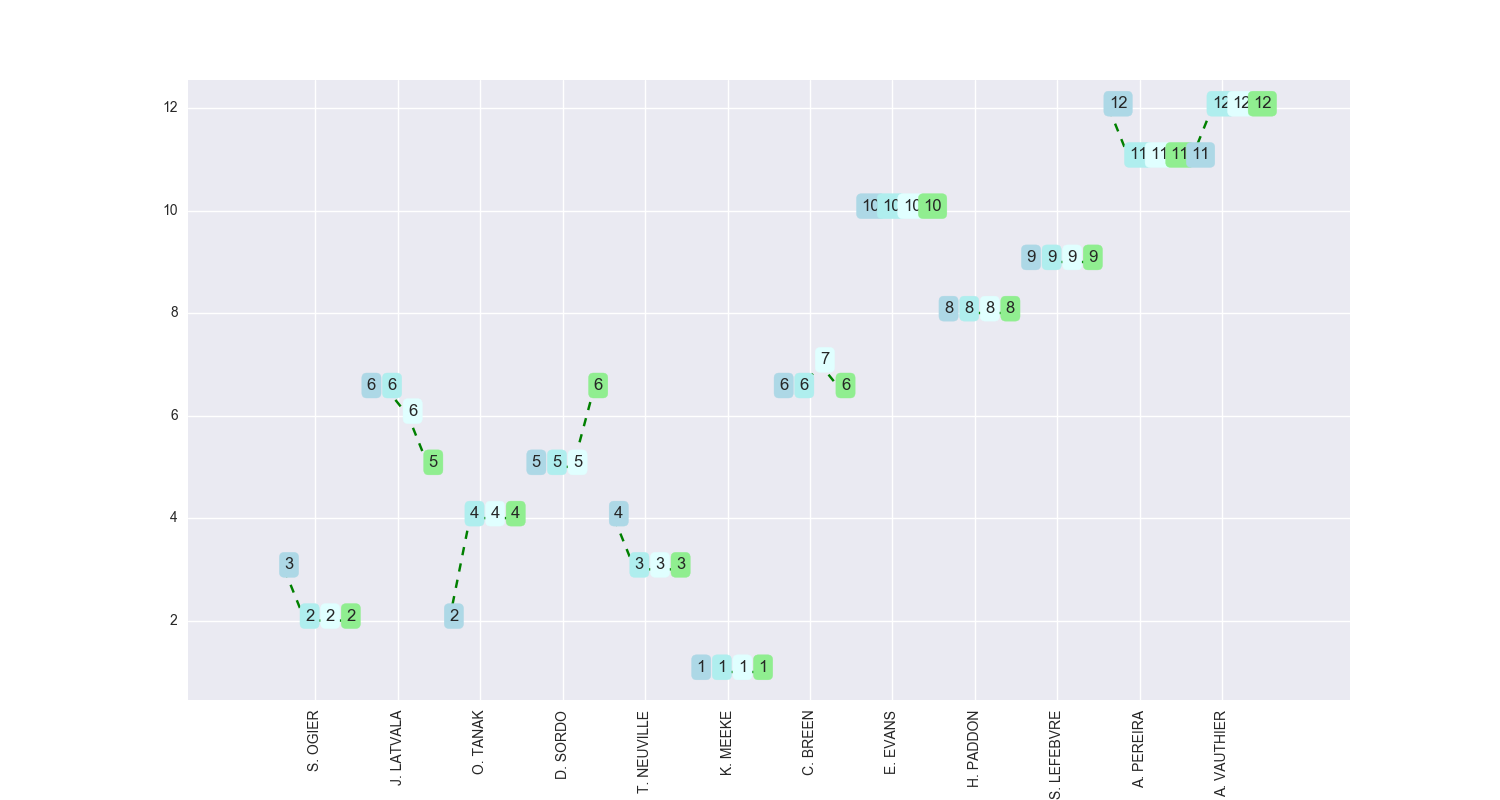 12
10
8
6
4
2
12 12 12 12
11 11 11 11
10 10 10 10
9 9 9 9
8 8 8 8
7
6 6 6 6 6 6
6
5 5 5 5
4 4 4 4
3 3 3 3
2 2 2 2
1 1 1 1
S. OGIER
J. LATVALA
O. TANAK
D. SORDO
T. NEUVILLE
K. MEEKE
C. BREEN
E. EVANS
H. PADDON
S. LEFEBVRE
A. PEREIRA
A. VAUTHIER